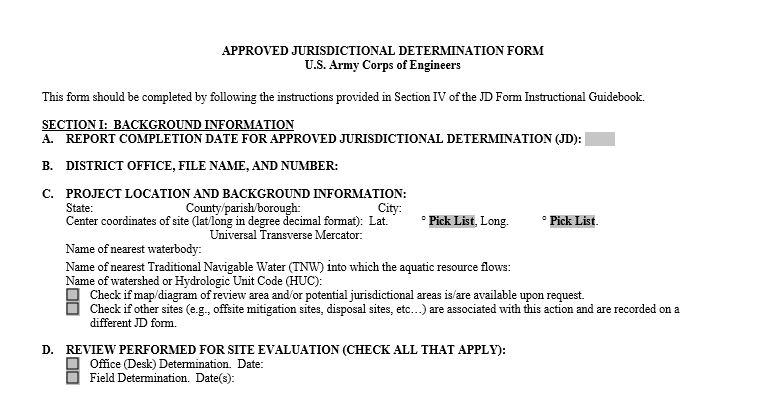 APPROVED JURISDICTIONAL DETERMINATION FORM
U.S. Army Corps of Engineers
This form should be completed by following the instructions provided in Section IV of the JD Form Instructional Guidebook.
SECTION I: BACKGROUND INFORMATION
A. REPORT COMPLETION DATE FOR APPROVED JURISDICTIONAL DETERMINATION (JD):
B. DISTRICT OFFICE, FILE NAME, AND NUMBER:
C. PROJECT LOCATION AND BACKGROUND INFORMATION:
State: County/parish/borough: City:
Center coordinates of site (lat/long in degree decimal format): Lat. ° Pick List, Long. ° Pick List.
Universal Transverse Mercator:
Name of nearest waterbody:
Name of nearest Traditional Navigable Water (TNW) into which the aquatic resource flows:
Name of watershed or Hydrologic Unit Code (HUC):
Check if map/diagram of review area and/or potential jurisdictional areas is/are available upon request.
Check if other sites (e.g., offsite mitigation sites, disposal sites, etc…) are associated with this action and are recorded on a
different JD form.
D. REVIEW PERFORMED FOR SITE EVALUATION (CHECK ALL THAT APPLY):
Office (Desk) Determination. Date:
Field Determination. Date(s):